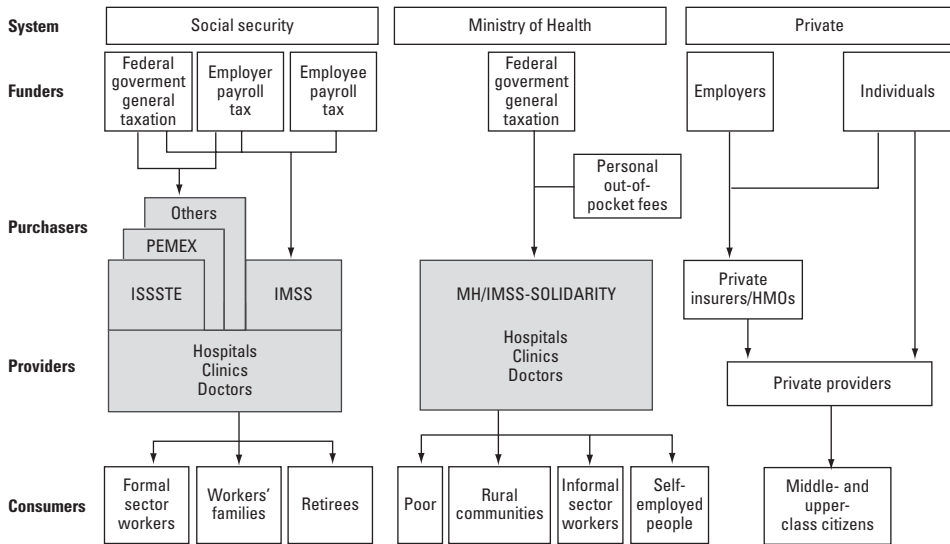 System
Social security
Ministry of Health
Private
Funders
Federal
goverment
general
taxation
Employer
payroll
tax
Employee
payroll
tax
Federal
goverment
general
taxation
Employers
Individuals
Personal
out-of-
pocket fees
Purchasers
Others
PEMEX
ISSSTE
IMSS
MH/IMSS-SOLIDARITY
Private
insurers/HMOs
Providers
Hospitals
Clinics
Doctors
Hospitals
Clinics
Doctors
Private providers
Consumers
Formal
sector
workers
Workers'
families
Retirees
Poor
Rural
communities
Informal
sector
workers
Self-
employed
people
Middle- and
upper-
class citizens